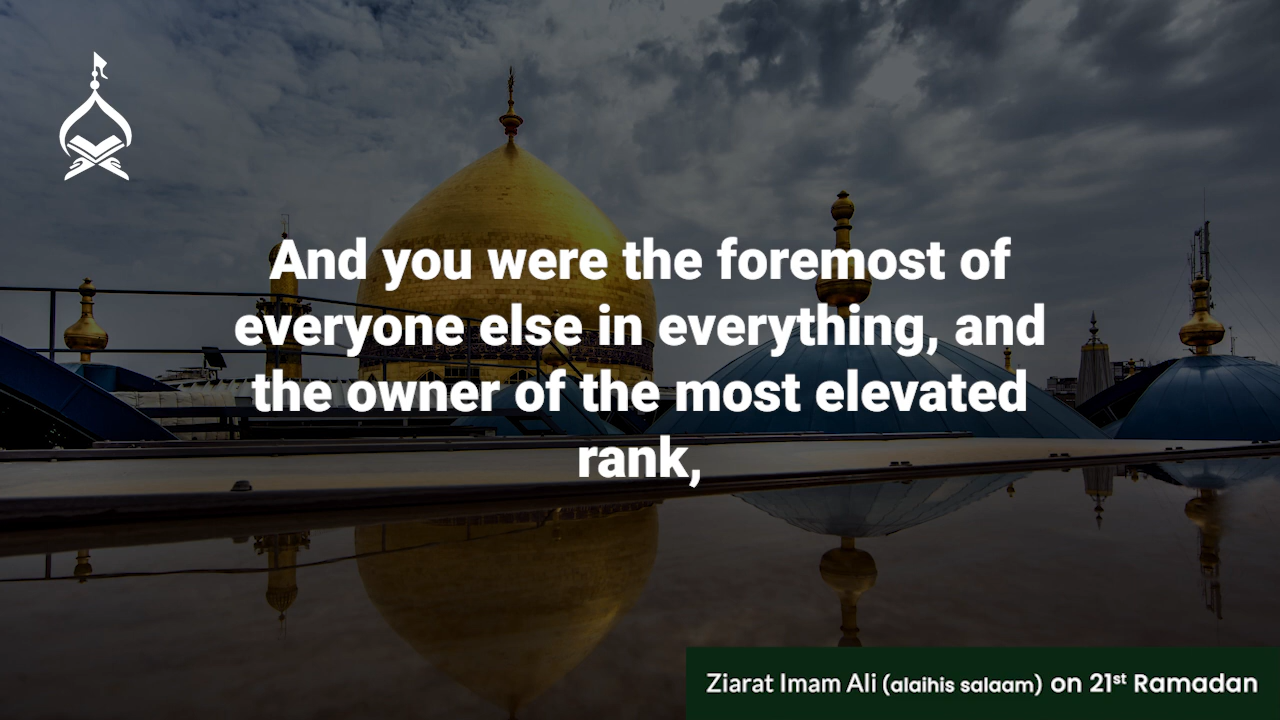 And you were the foremost of
everyone else in everything, and
the owner of the most elevated
rank,
Ziarat Imam Ali (alaihis salaam) on 21st Ramadan